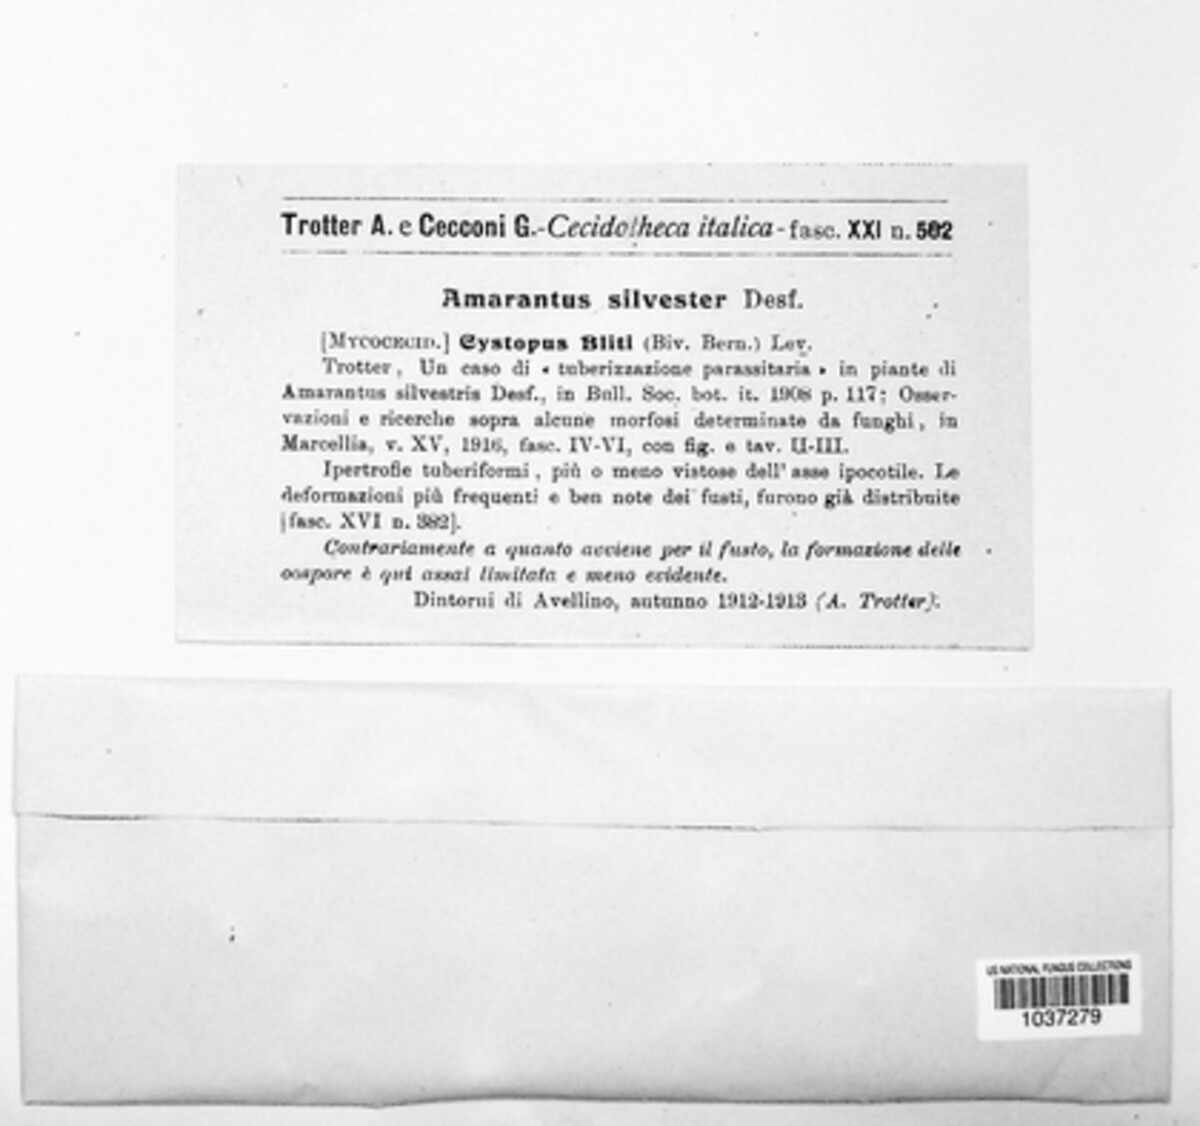 Trotter A. e Cecconi G.-Cecidotheca italica - fasc. XXI n. 502
Amarantus silvester Desf.
[Mycocecid.] Cystopus Bliti (Biv. Bern.) Lev.
Trotter, Un caso di « tuberizzazione parassitaria » in piante di
Amarantus silvestris Desf., in Bull. Soc. bot. it. 1908 p. 117; Osser-
vazioni e ricerche sopra alcune morfosi determinate da funghi, in
Marcellia, v. XV, 1916, fasc. IV-VI, con fig. e tav. II-III.
Ipertrofie tuberiformi, più o meno vistose dell' asse ipocotile. Le
deformazioni più frequenti e ben note dei fusti, furono già distribuite
[fasc. XVI n. 382].
Contrariamente a quanto avviene per il fusto, la formazione delle
oospore è qui assai limitata e meno evidente.
Dintorni di Avellino, autunno 1912-1913 (A. Trotter).
US NATIONAL FUNGUS COLLECTIONS
1037279